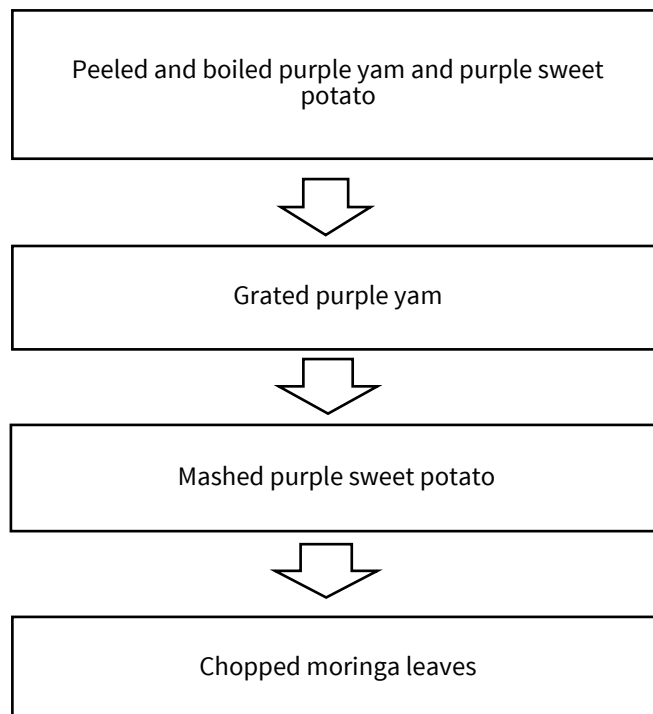 Peeled and boiled purple yam and purple sweet
potato
Grated purple yam
Mashed purple sweet potato
Chopped moringa leaves